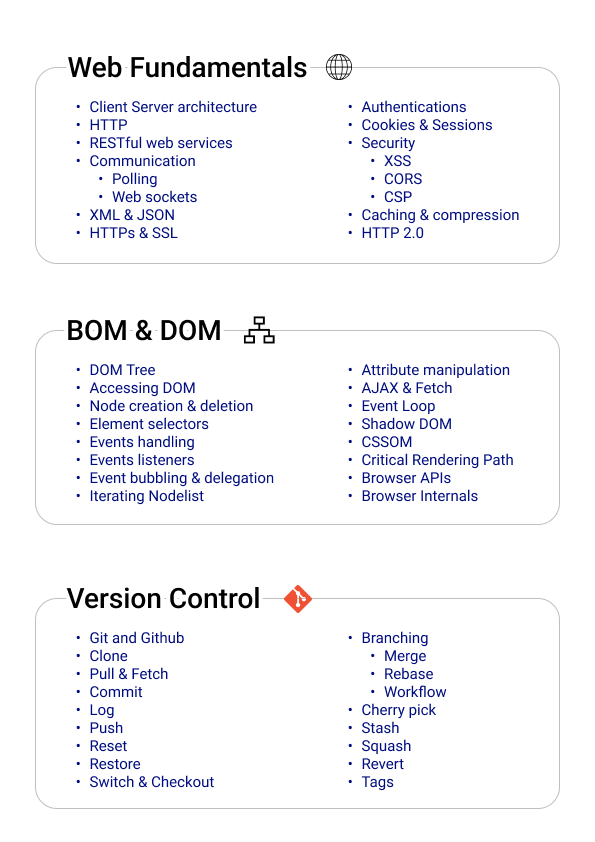 Web Fundamentals
Client Server architecture
HTTP
RESTful web services
Communication
Polling
Web sockets
XML & JSON
HTTPs & SSL
Authentications
Cookies & Sessions
Security
XSS
CORS
CSP
Caching & compression
HTTP 2.0
BOM & DOM
DOM Tree
Accessing DOM
Node creation & deletion
Element selectors
Events handling
Events listeners
Event bubbling & delegation
Iterating Nodelist
Attribute manipulation
AJAX & Fetch
Event Loop
Shadow DOM
CSSOM
Critical Rendering Path
Browser APIs
Browser Internals
Version Control
Git and Github
Clone
Pull & Fetch
Commit
Log
Push
Reset
Restore
Switch & Checkout
Branching
Merge
Rebase
Workflow
Cherry pick
Stash
Squash
Revert
Tags